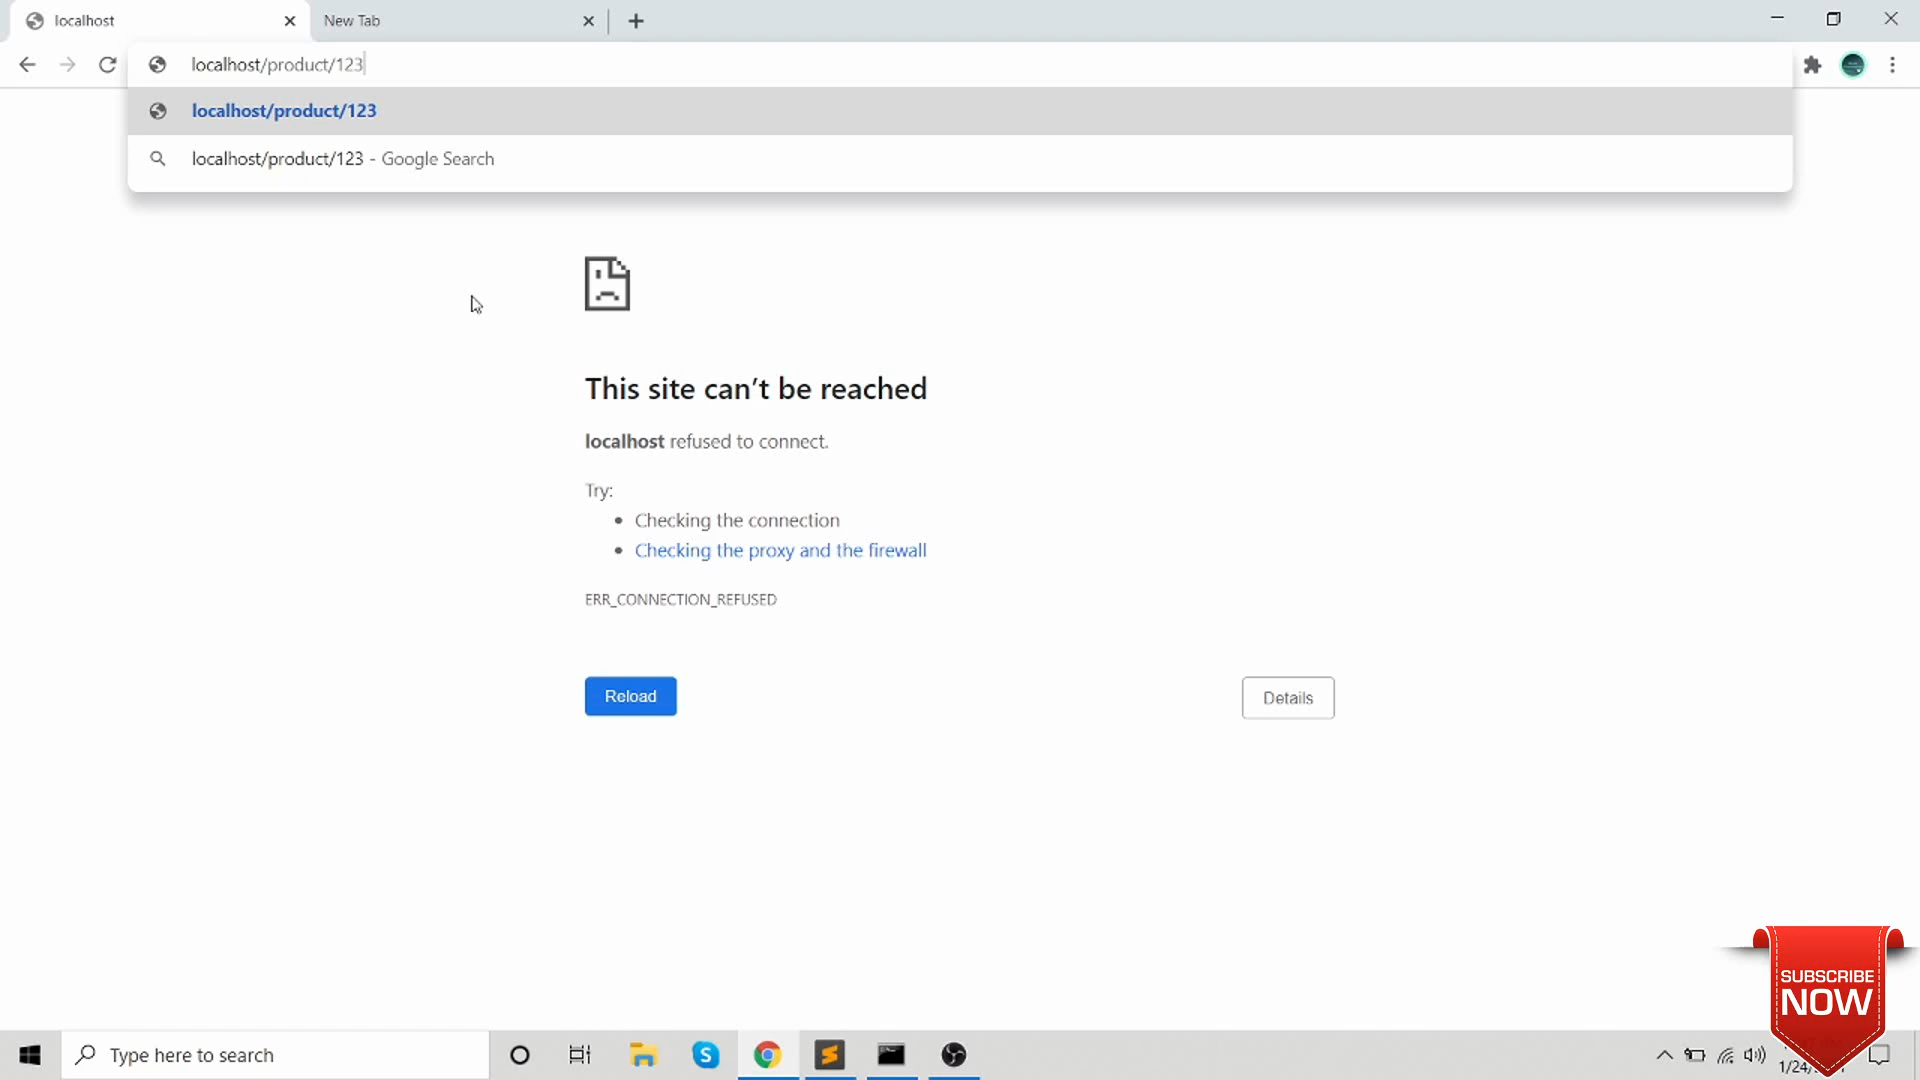 localhost
New Tab
localhost/product/123
localhost/product/123
localhost/product/123 - Google Search
This site can't be reached
localhost refused to connect.
Try:
Checking the connection
Checking the proxy and the firewall
ERR_CONNECTION_REFUSED
Reload
Details
SUBSCRIBE
NOW
Type here to search
1/24/